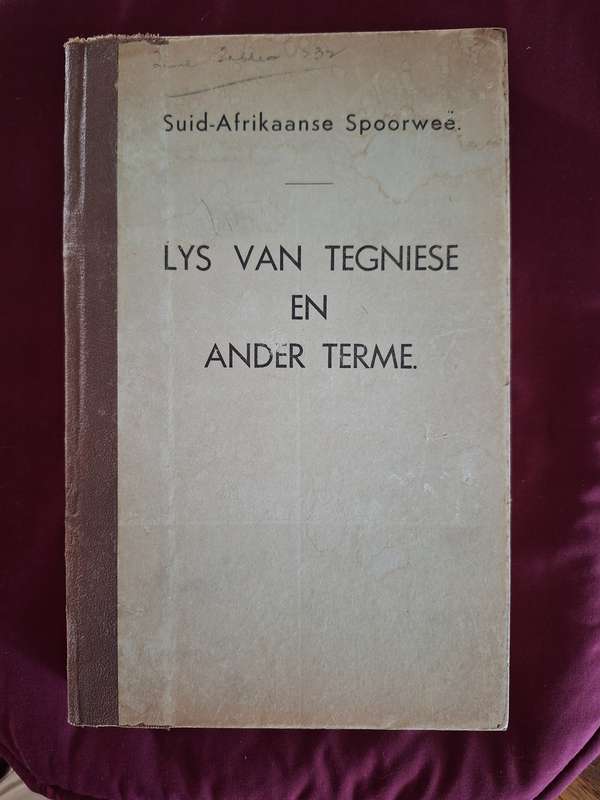 Suid-Afrikaanse Spoorweë.
LYS VAN TEGNIESE
EN
ANDER TERME.